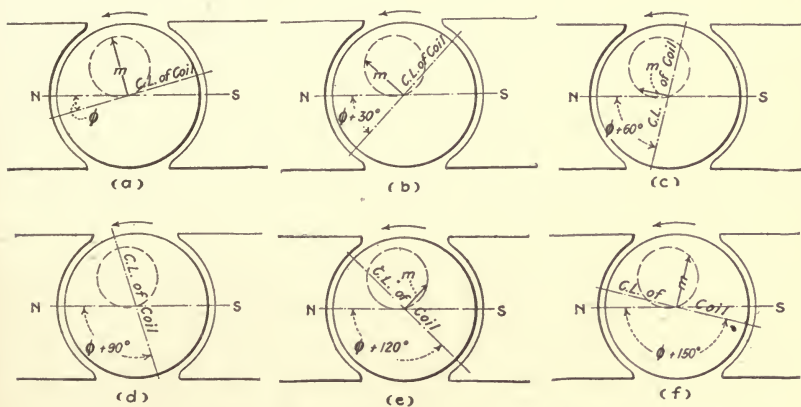 m
C.L. of Coil
N
S
ϕ
(a)
m
C.L. of Coil
N
S
ϕ+30°
(b)
m
C.L. of Coil
N
S
ϕ+60°
(c)
N
S
C.L. of Coil
ϕ+90°
(d)
C.L. of Coil
m
N
S
ϕ+120°
(e)
C.L. of Coil
m
N
S
ϕ+150°
(f)